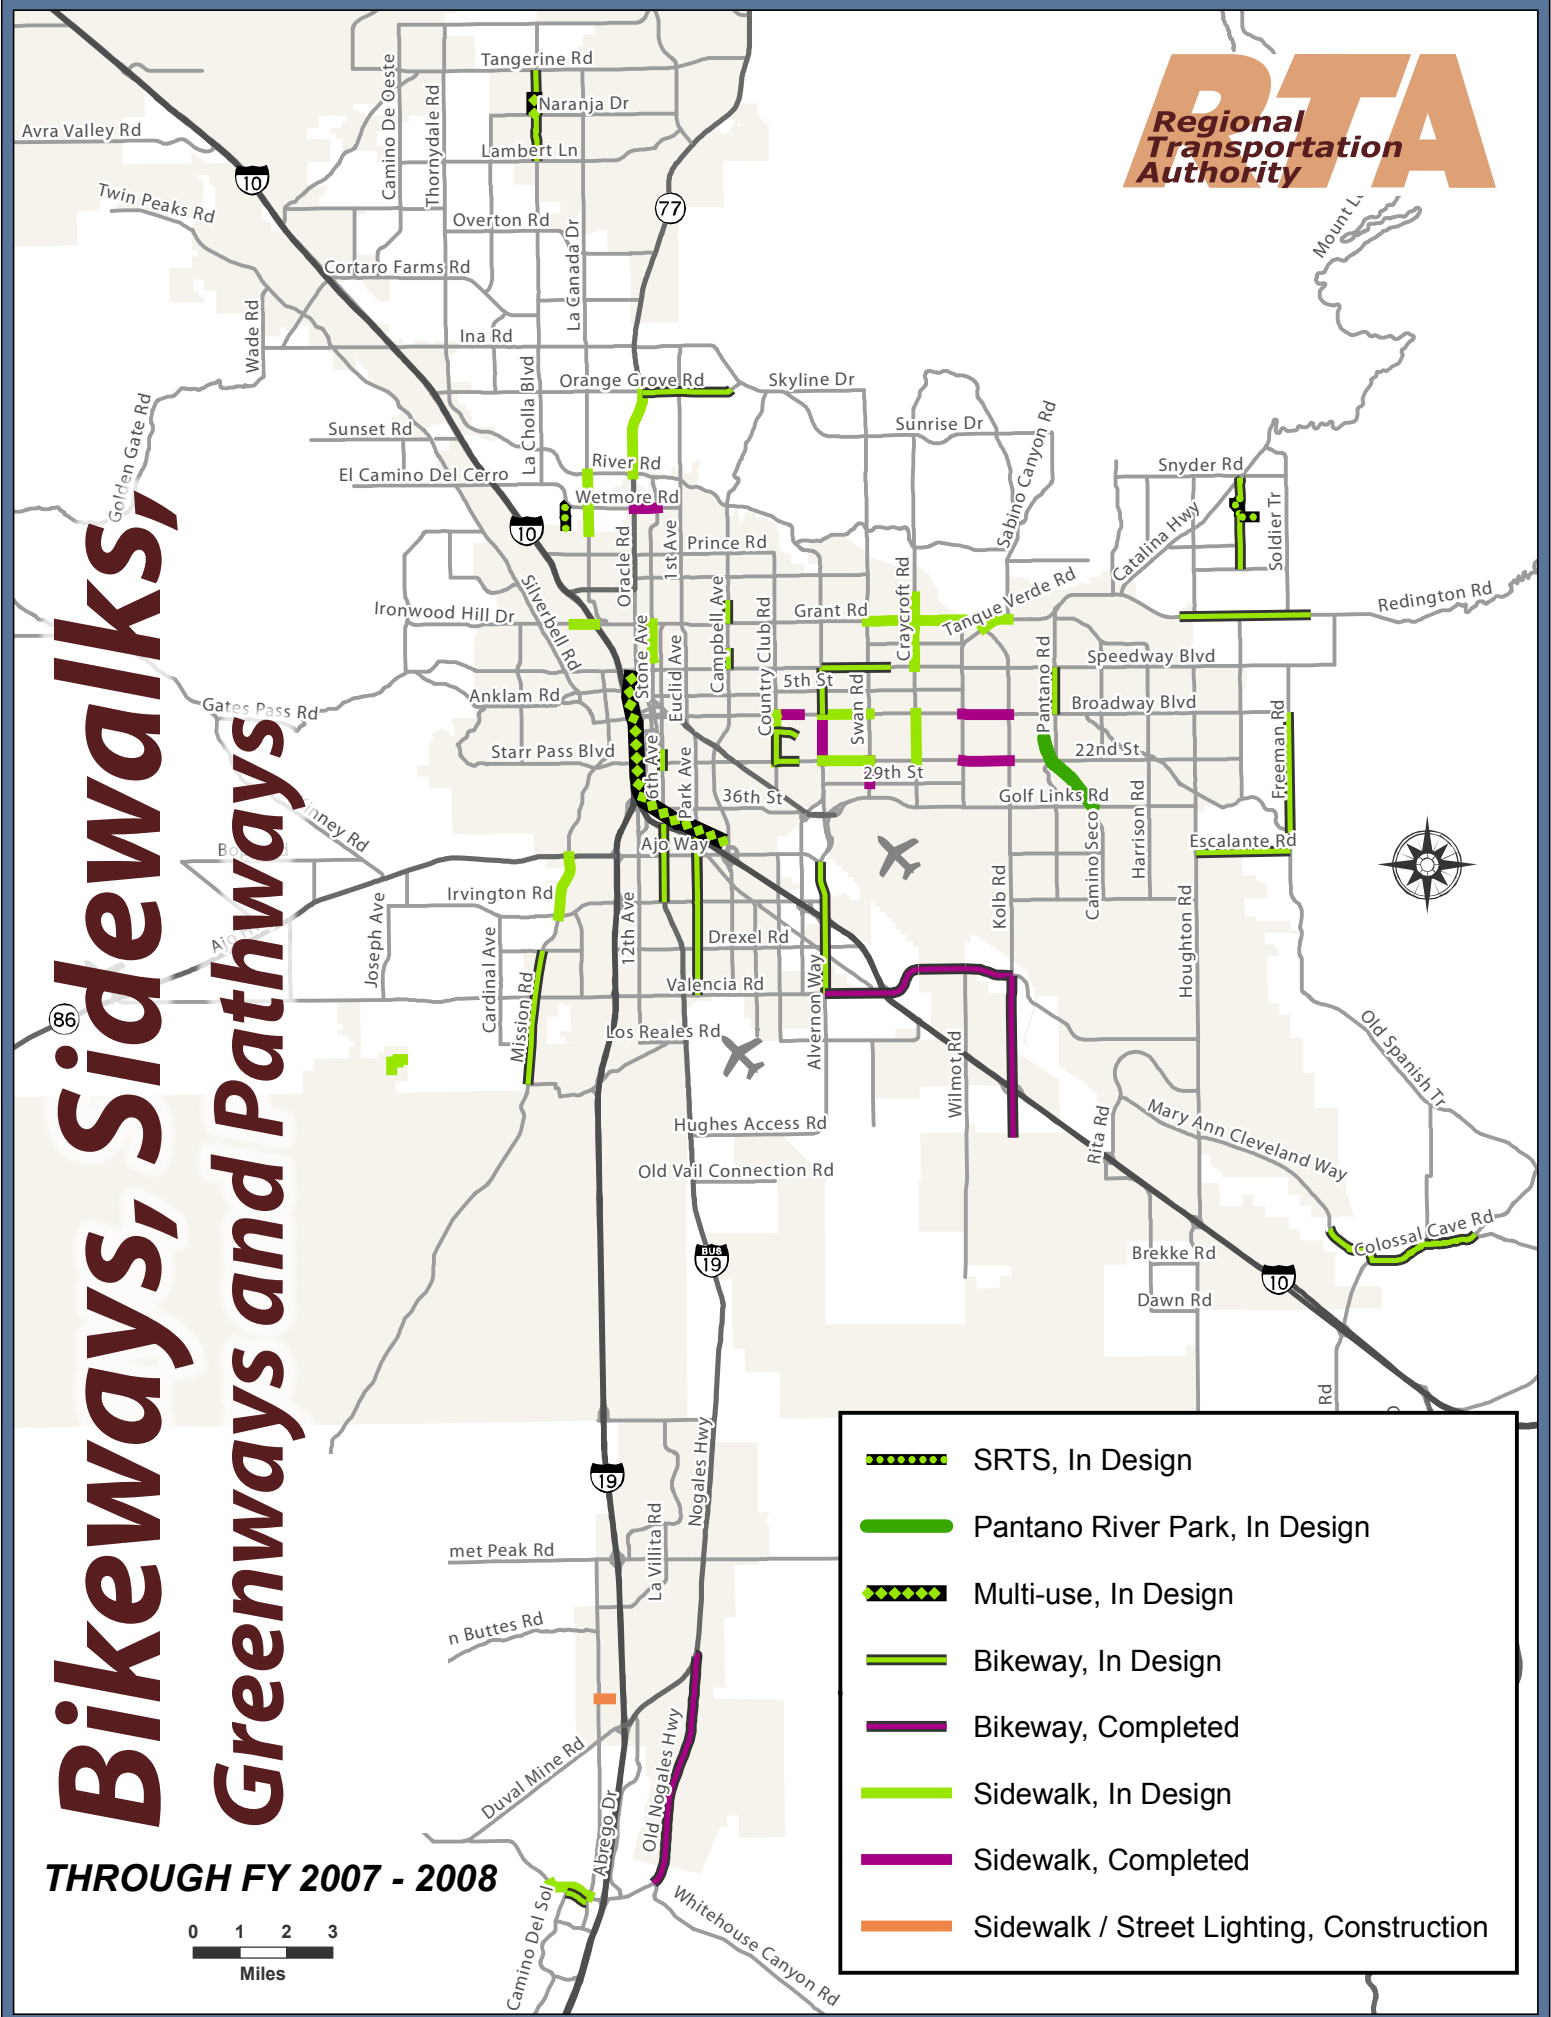 Regional
Transportation
Authority
RTA
Bikeways, Sidewalks,
Greenways and Pathways
THROUGH FY 2007 - 2008
0 1 2 3
Miles
Tangerine Rd
Camino De Oeste
Thornydale Rd
Naranja Dr
Avra Valley Rd
Lambert Ln
10
Twin Peaks Rd
77
Overton Rd
La Canada Dr
Cortaro Farms Rd
Wade Rd
Ina Rd
La Cholla Blvd
Orange Grove Rd
Skyline Dr
Golden Gate Rd
Sunset Rd
Sunrise Dr
Sabino Canyon Rd
River Rd
El Camino Del Cerro
Snyder Rd
Wetmore Rd
Soldier Tr
Catalina Hwy
10
Oracle Rd
1st Ave
Prince Rd
Craycroft Rd
Silverbell Rd
Tanque Verde Rd
Redington Rd
Ironwood Hill Dr
Campbell Ave
Country Club Rd
Grant Rd
Stone Ave
Euclid Ave
Pantano Rd
Speedway Blvd
5th St
Anklam Rd
Swan Rd
Broadway Blvd
Gates Pass Rd
Freeman Rd
Starr Pass Blvd
6th Ave
Park Ave
22nd St
29th St
36th St
Golf Links Rd
Harrison Rd
Camino Seco
inney Rd
Ajo Way
Escalante Rd
Irvington Rd
Joseph Ave
12th Ave
Kolb Rd
Houghton Rd
Cardinal Ave
Drexel Rd
Mission Rd
Valencia Rd
Alvernon Way
86
Los Reales Rd
Wilmot Rd
Old Spanish Tr
Hughes Access Rd
Rita Rd
Mary Ann Cleveland Way
Old Vail Connection Rd
BUS
19
Colossal Cave Rd
Brekke Rd
10
Dawn Rd
Rd
Nogales Hwy
19
La Villita Rd
met Peak Rd
n Buttes Rd
Old Nogales Hwy
Duval Mine Rd
Abrego Dr
Camino Del Sol
Whitehouse Canyon Rd
SRTS, In Design
Pantano River Park, In Design
Multi-use, In Design
Bikeway, In Design
Bikeway, Completed
Sidewalk, In Design
Sidewalk, Completed
Sidewalk / Street Lighting, Construction